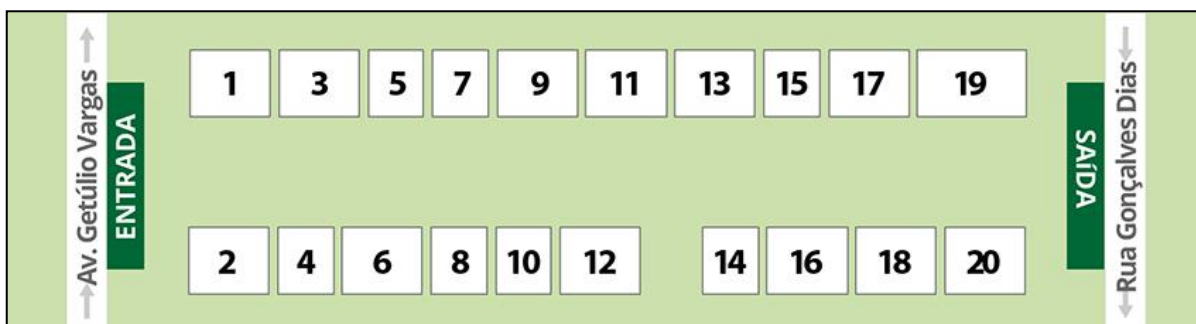 Av. Getúlio Vargas
ENTRADA
1 3 5 7 9 11 13 15 17 19
2 4 6 8 10 12 14 16 18 20
SAÍDA
Rua Gonçalves Dias